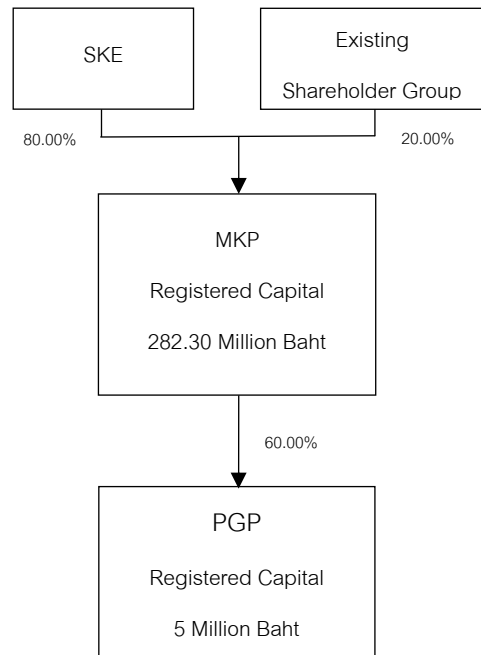 SKE
Existing
Shareholder Group
80.00%
20.00%
MKP
Registered Capital
282.30 Million Baht
60.00%
PGP
Registered Capital
5 Million Baht